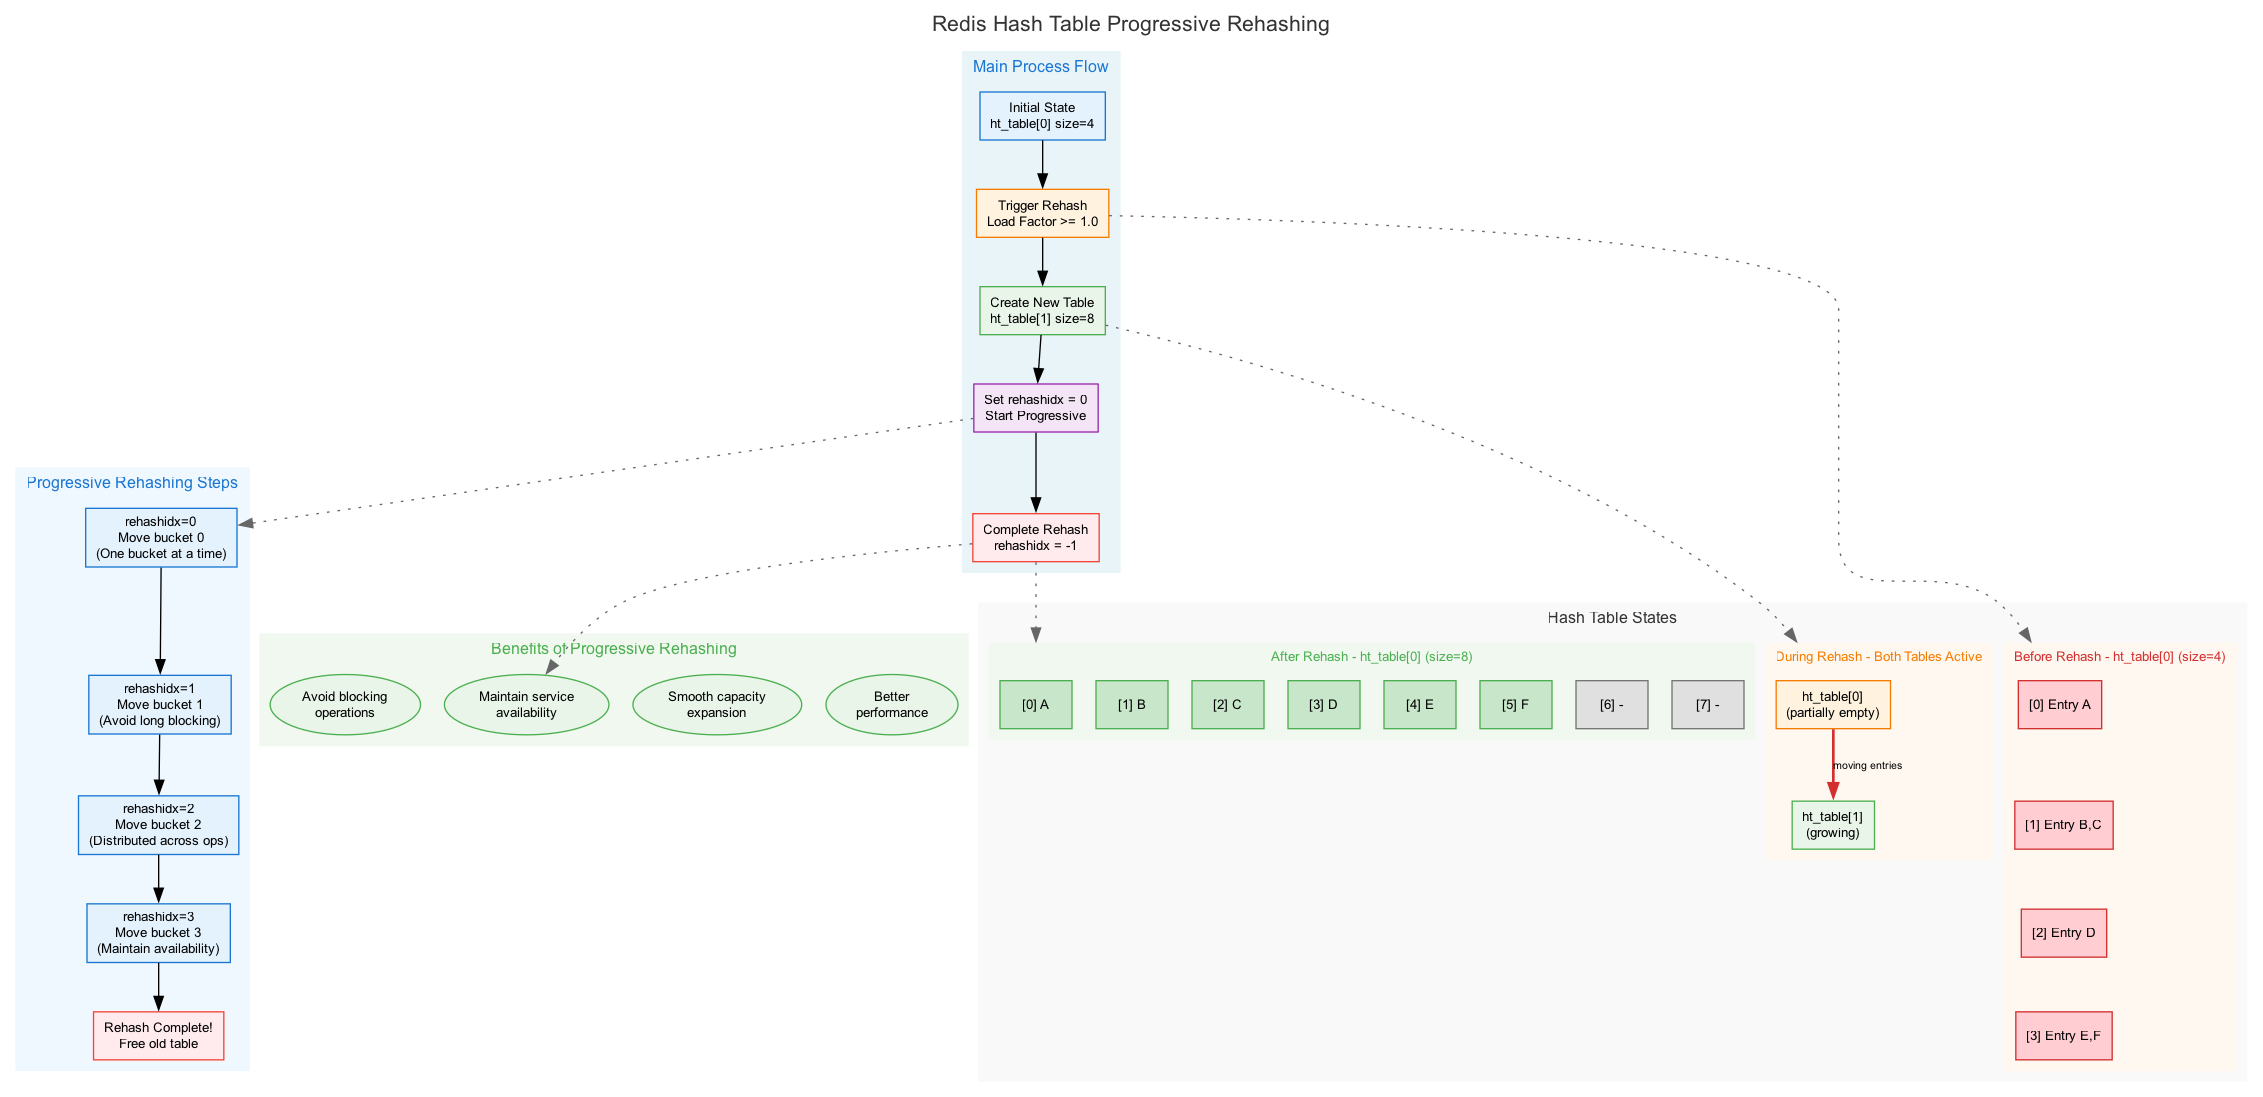 Redis Hash Table Progressive Rehashing
Main Process Flow
Initial State
ht_table[0] size=4
Trigger Rehash
Load Factor >= 1.0
Create New Table
ht_table[1] size=8
Set rehashidx = 0
Start Progressive
Complete Rehash
rehashidx = -1
Progressive Rehashing Steps
rehashidx=0
Move bucket 0
(One bucket at a time)
rehashidx=1
Move bucket 1
(Avoid long blocking)
rehashidx=2
Move bucket 2
(Distributed across ops)
rehashidx=3
Move bucket 3
(Maintain availability)
Rehash Complete!
Free old table
Benefits of Progressive Rehashing
Avoid blocking
operations
Maintain service
availability
Smooth capacity
expansion
Better
performance
Hash Table States
After Rehash - ht_table[0] (size=8)
[0] A
[1] B
[2] C
[3] D
[4] E
[5] F
[6] -
[7] -
During Rehash - Both Tables Active
ht_table[0]
(partially empty)
moving entries
ht_table[1]
(growing)
Before Rehash - ht_table[0] (size=4)
[0] Entry A
[1] Entry B,C
[2] Entry D
[3] Entry E,F